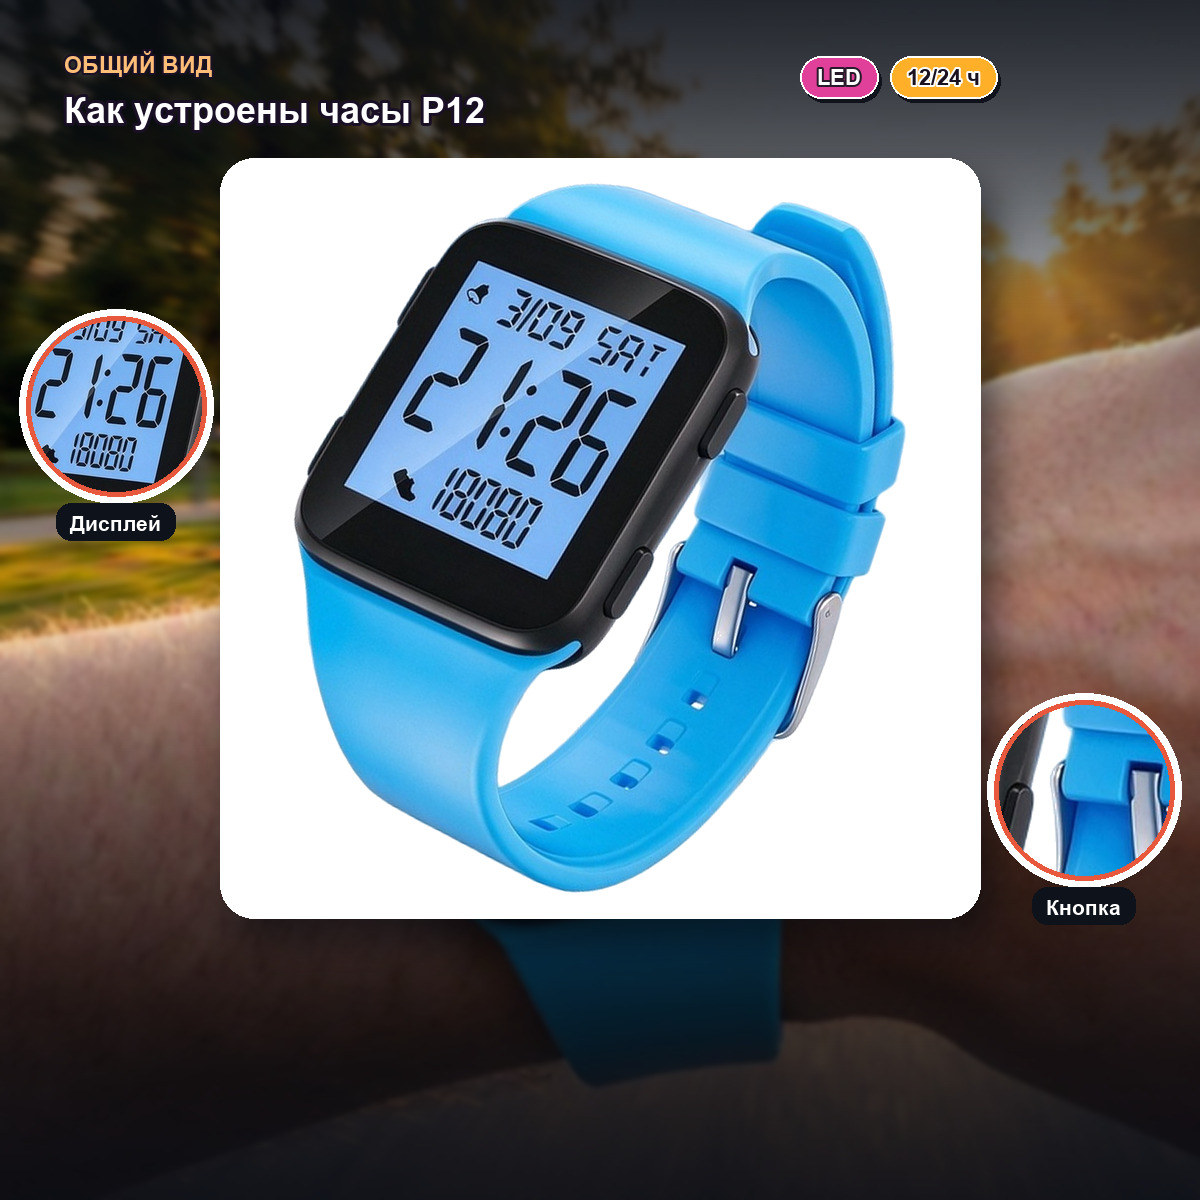 ОБЩИЙ ВИД
Как устроены часы P12
LED
12/24 ч
3/09 SAT
21:26
18080
3/09 SAT
21:26
18080
Дисплей
Кнопка